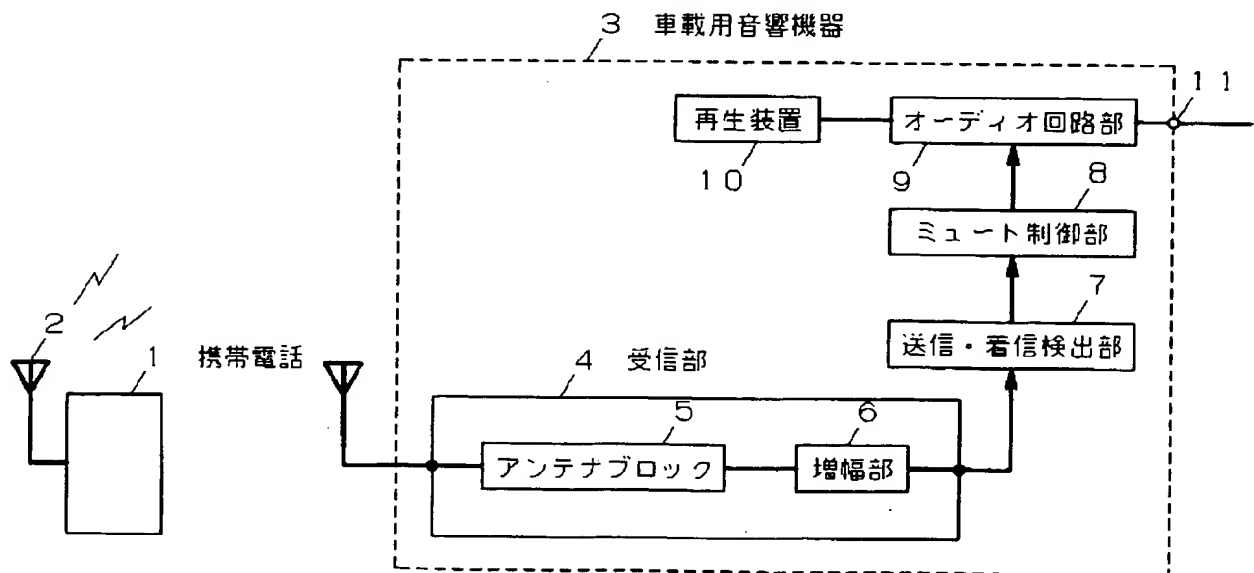 3 車載用音響機器
11
再生装置
オーディオ回路部
10
9
8
ミュート制御部
7
送信・着信検出部
2
1 携帯電話
4 受信部
5
6
アンテナブロック
増幅部